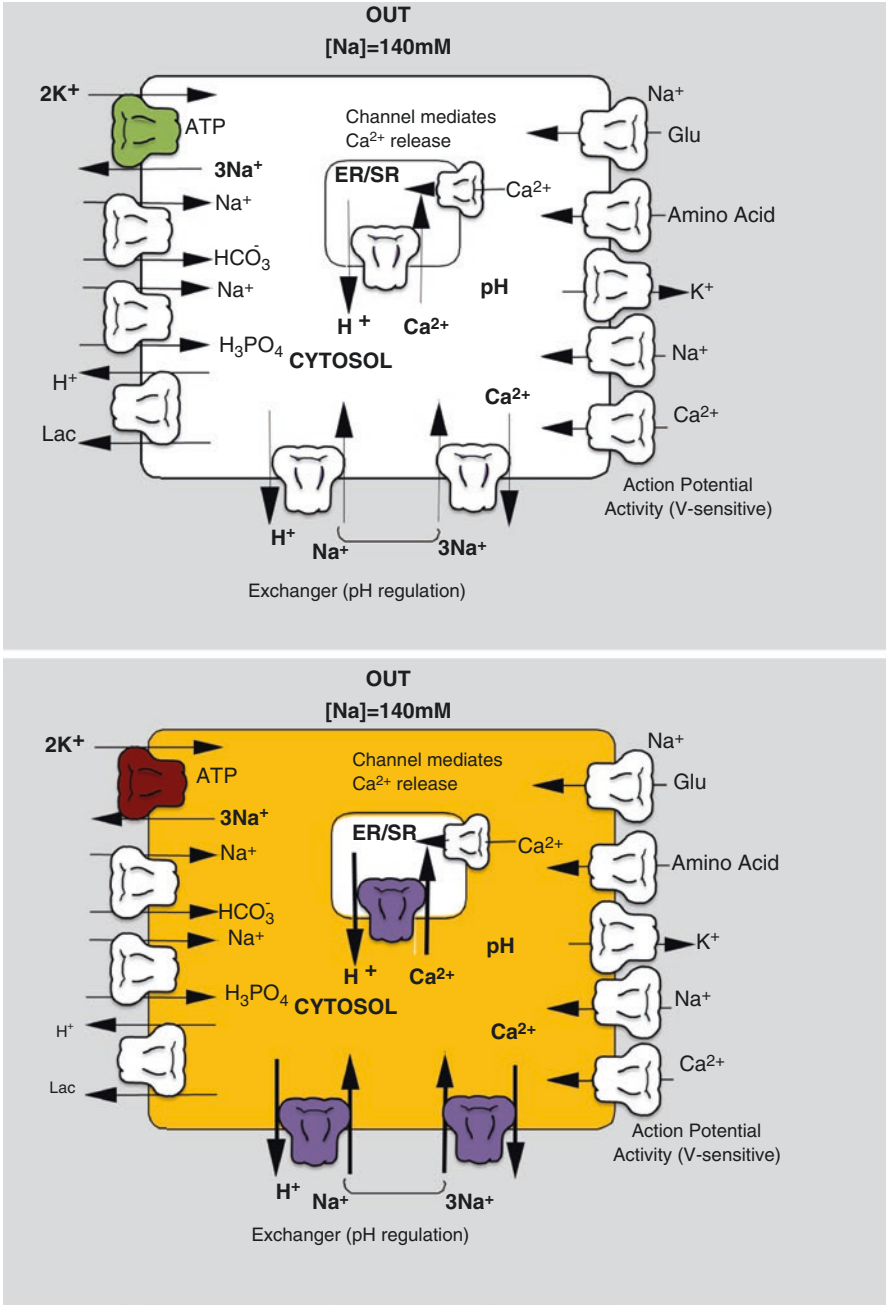 OUT
[Na]=140mM
2K+
ATP
3Na+
Na+
HCO3-
Na+
H3PO4
H+
Lac
Channel mediates
Ca2+ release
ER/SR
Ca2+
H +
Ca2+
pH
CYTOSOL
Ca2+
Na+
Glu
Amino Acid
K+
Na+
Ca2+
Action Potential
Activity (V-sensitive)
H+
Na+
3Na+
Exchanger (pH regulation)
OUT
[Na]=140mM
2K+
ATP
3Na+
Na+
HCO3-
Na+
H3PO4
H+
Lac
Channel mediates
Ca2+ release
ER/SR
Ca2+
H +
Ca2+
pH
CYTOSOL
Ca2+
Na+
Glu
Amino Acid
K+
Na+
Ca2+
Action Potential
Activity (V-sensitive)
H+
Na+
3Na+
Exchanger (pH regulation)